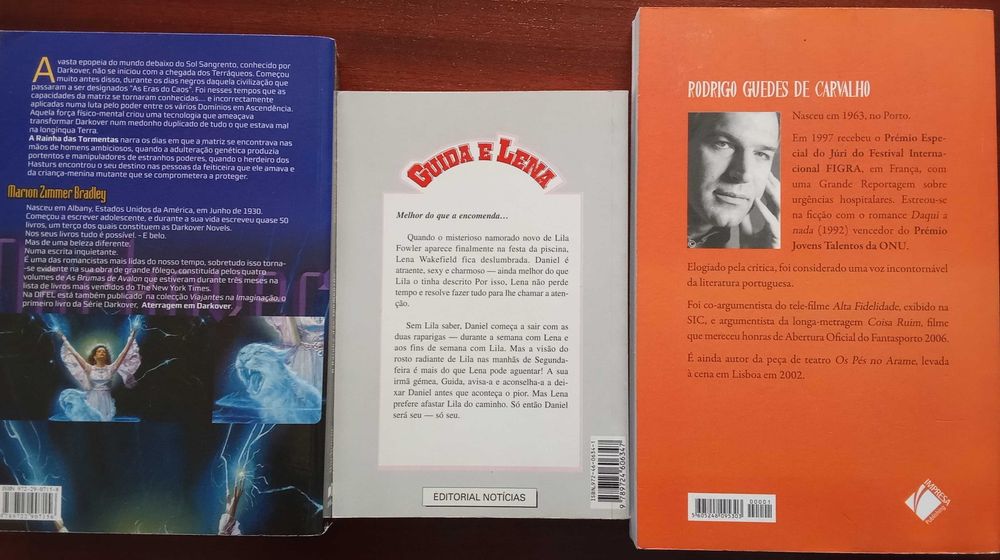 A vasta epopeia do mundo debaixo do Sol Sangrento, conhecido por
Darkover, não se iniciou com a chegada dos Terráqueos. Começou
muito antes disso, durante os dias negros daquela civilização que
passaram a ser designados "As Eras do Caos". Foi nesses tempos que as
capacidades da matriz se tornaram conhecidas.... e incorrectamente
aplicadas numa luta pelo poder entre os vários Domínios em Ascendência.
Aquela força físico-mental criou uma tecnologia que ameaçava
transformar Darkover num medonho duplicado de tudo o que estava mal
na longínqua Terra.
A Rainha das Tormentas narra os dias em que a matriz se encontrava nas
mãos de homens ambiciosos, quando a adulteração genética produzia
portentos e manipuladores de estranhos poderes, quando o herdeiro dos
Hasturs encontrou o seu destino nas pessoas da feiticeira que ele amava e
da criança-menina mutante que se comprometera a proteger.
Marion Zimmer Bradley
Nasceu em Albany, Estados Unidos da América, em Junho de 1930.
Começou a escrever adolescente, e durante a sua vida escreveu quase 50
livros, um terço dos quais constituem as Darkover Novels.
Nos seus livros tudo é possível. - E belo.
Mas de uma beleza diferente.
Numa escrita inquietante.
É uma das romancistas mais lidas do nosso tempo, sobretudo isso torna-
-se evidente na sua obra de grande fôlego, constituída pelos quatro
volumes de As Brumas de Avalon que estiveram durante três meses na
lista de livros mais vendidos do The New York Times.
Na DIFEL está também publicado na colecção Viajantes na Imaginação, o
primeiro livro da Série Darkover, Aterragem em Darkover.
ISBN 972-29-0715-8
GUIDA E LENA
Melhor do que a encomenda...
Quando o misterioso namorado novo de Lila
Fowler aparece finalmente na festa da piscina,
Lena Wakefield fica deslumbrada. Daniel é
atraente, sexy e charmoso — ainda melhor do que
Lila o tinha descrito Por isso, Lena não perde
tempo e resolve fazer tudo para lhe chamar a aten-
ção.
Sem Lila saber, Daniel começa a sair com as
duas raparigas — durante a semana com Lena e
aos fins de semana com Lila. Mas a visão do
rosto radiante de Lila nas manhãs de Segunda-
feira é mais do que Lena pode aguentar! A sua
irmã gémea, Guida, avisa-a e aconselha-a a dei-
xar Daniel antes que aconteça o pior. Mas Lena
prefere afastar Lila do caminho. Só então Daniel
será seu — só seu.
EDITORIAL NOTÍCIAS
ISBN 972-46-0634-1
9 789724 606347
RODRIGO GUEDES DE CARVALHO
Nasceu em 1963, no Porto.
Em 1997 recebeu o Prémio Espe-
cial do Júri do Festival Interna-
cional FIGRA, em França, com
uma Grande Reportagem sobre
urgências hospitalares. Estreou-se
na ficção com o romance Daqui a
nada (1992) vencedor do Prémio
Jovens Talentos da ONU.
Elogiado pela crítica, foi considerado uma voz incontornável
da literatura portuguesa.
Foi co-argumentista do tele-filme Alta Fidelidade, exibido na
SIC, e argumentista da longa-metragem Coisa Ruim, filme
que mereceu honras de Abertura Oficial do Fantasporto 2006.
É ainda autor da peça de teatro Os Pés no Arame, levada
à cena em Lisboa em 2002.
00001
5 605248 095303
IMPRESA
Publishing